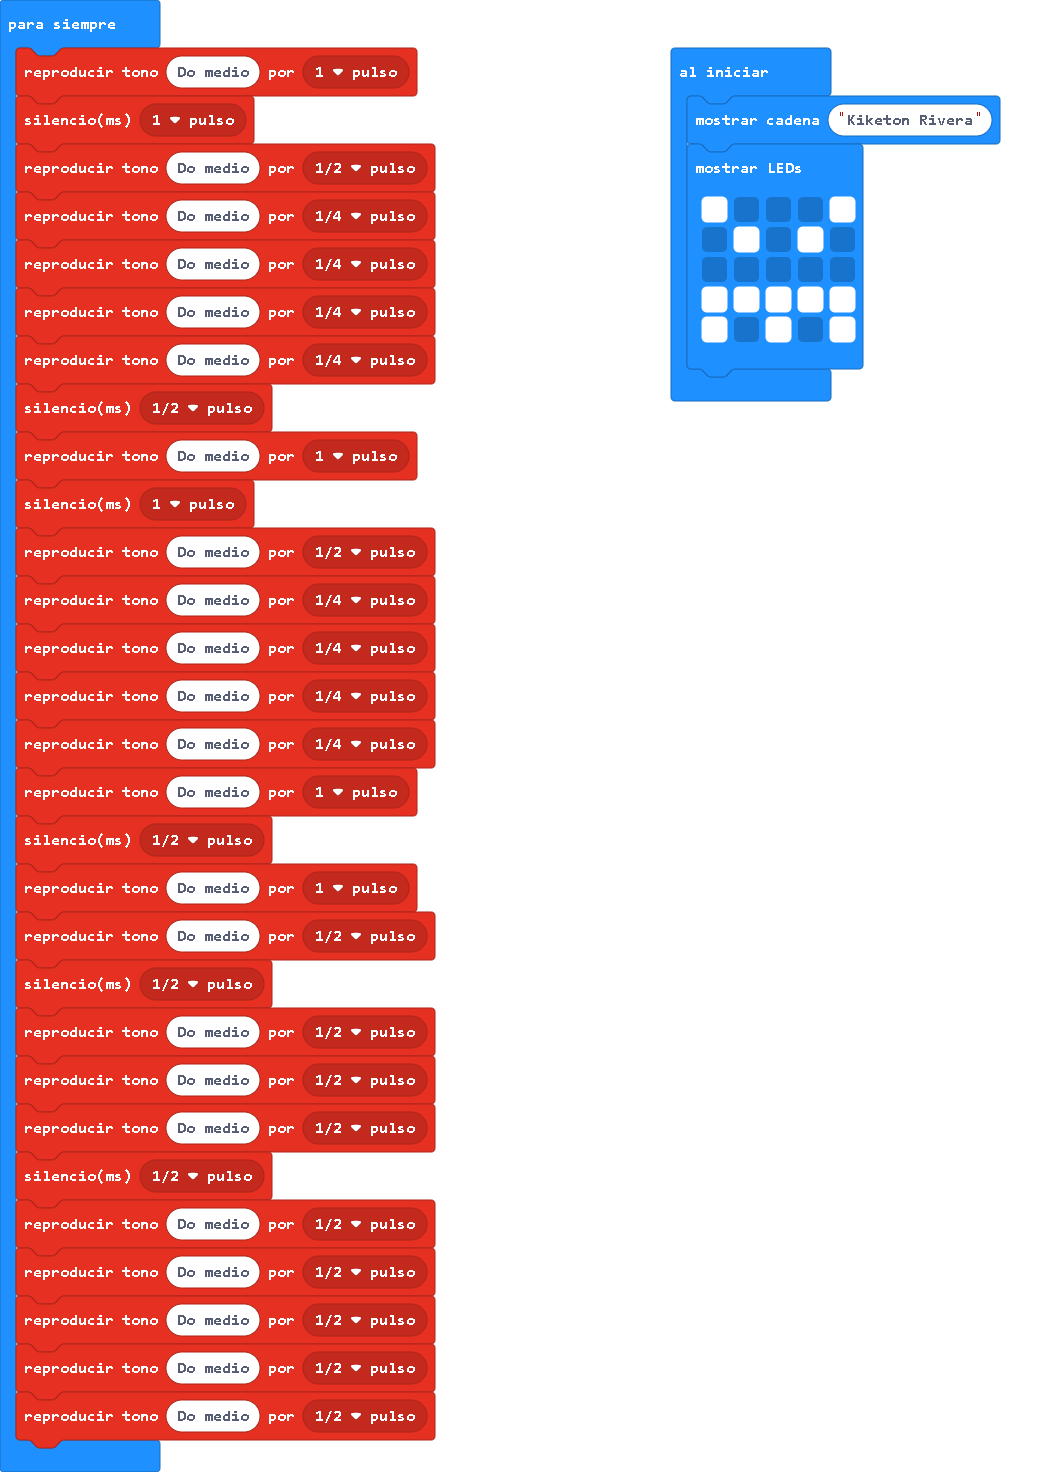 para siempre
reproducir tono Do medio por 1 pulso
silencio(ms) 1 pulso
reproducir tono Do medio por 1/2 pulso
reproducir tono Do medio por 1/4 pulso
reproducir tono Do medio por 1/4 pulso
reproducir tono Do medio por 1/4 pulso
reproducir tono Do medio por 1/4 pulso
silencio(ms) 1/2 pulso
reproducir tono Do medio por 1 pulso
silencio(ms) 1 pulso
reproducir tono Do medio por 1/2 pulso
reproducir tono Do medio por 1/4 pulso
reproducir tono Do medio por 1/4 pulso
reproducir tono Do medio por 1/4 pulso
reproducir tono Do medio por 1/4 pulso
reproducir tono Do medio por 1 pulso
silencio(ms) 1/2 pulso
reproducir tono Do medio por 1 pulso
reproducir tono Do medio por 1/2 pulso
silencio(ms) 1/2 pulso
reproducir tono Do medio por 1/2 pulso
reproducir tono Do medio por 1/2 pulso
reproducir tono Do medio por 1/2 pulso
silencio(ms) 1/2 pulso
reproducir tono Do medio por 1/2 pulso
reproducir tono Do medio por 1/2 pulso
reproducir tono Do medio por 1/2 pulso
reproducir tono Do medio por 1/2 pulso
reproducir tono Do medio por 1/2 pulso
al iniciar
mostrar cadena "Kiketon Rivera"
mostrar LEDs